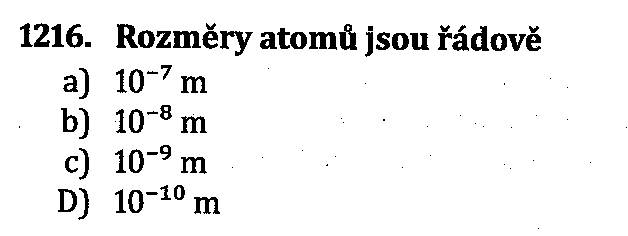 1216. Rozměry atomů jsou řádově
a) 10⁻⁷ m
b) 10⁻⁸ m
c) 10⁻⁹ m
D) 10⁻¹⁰ m